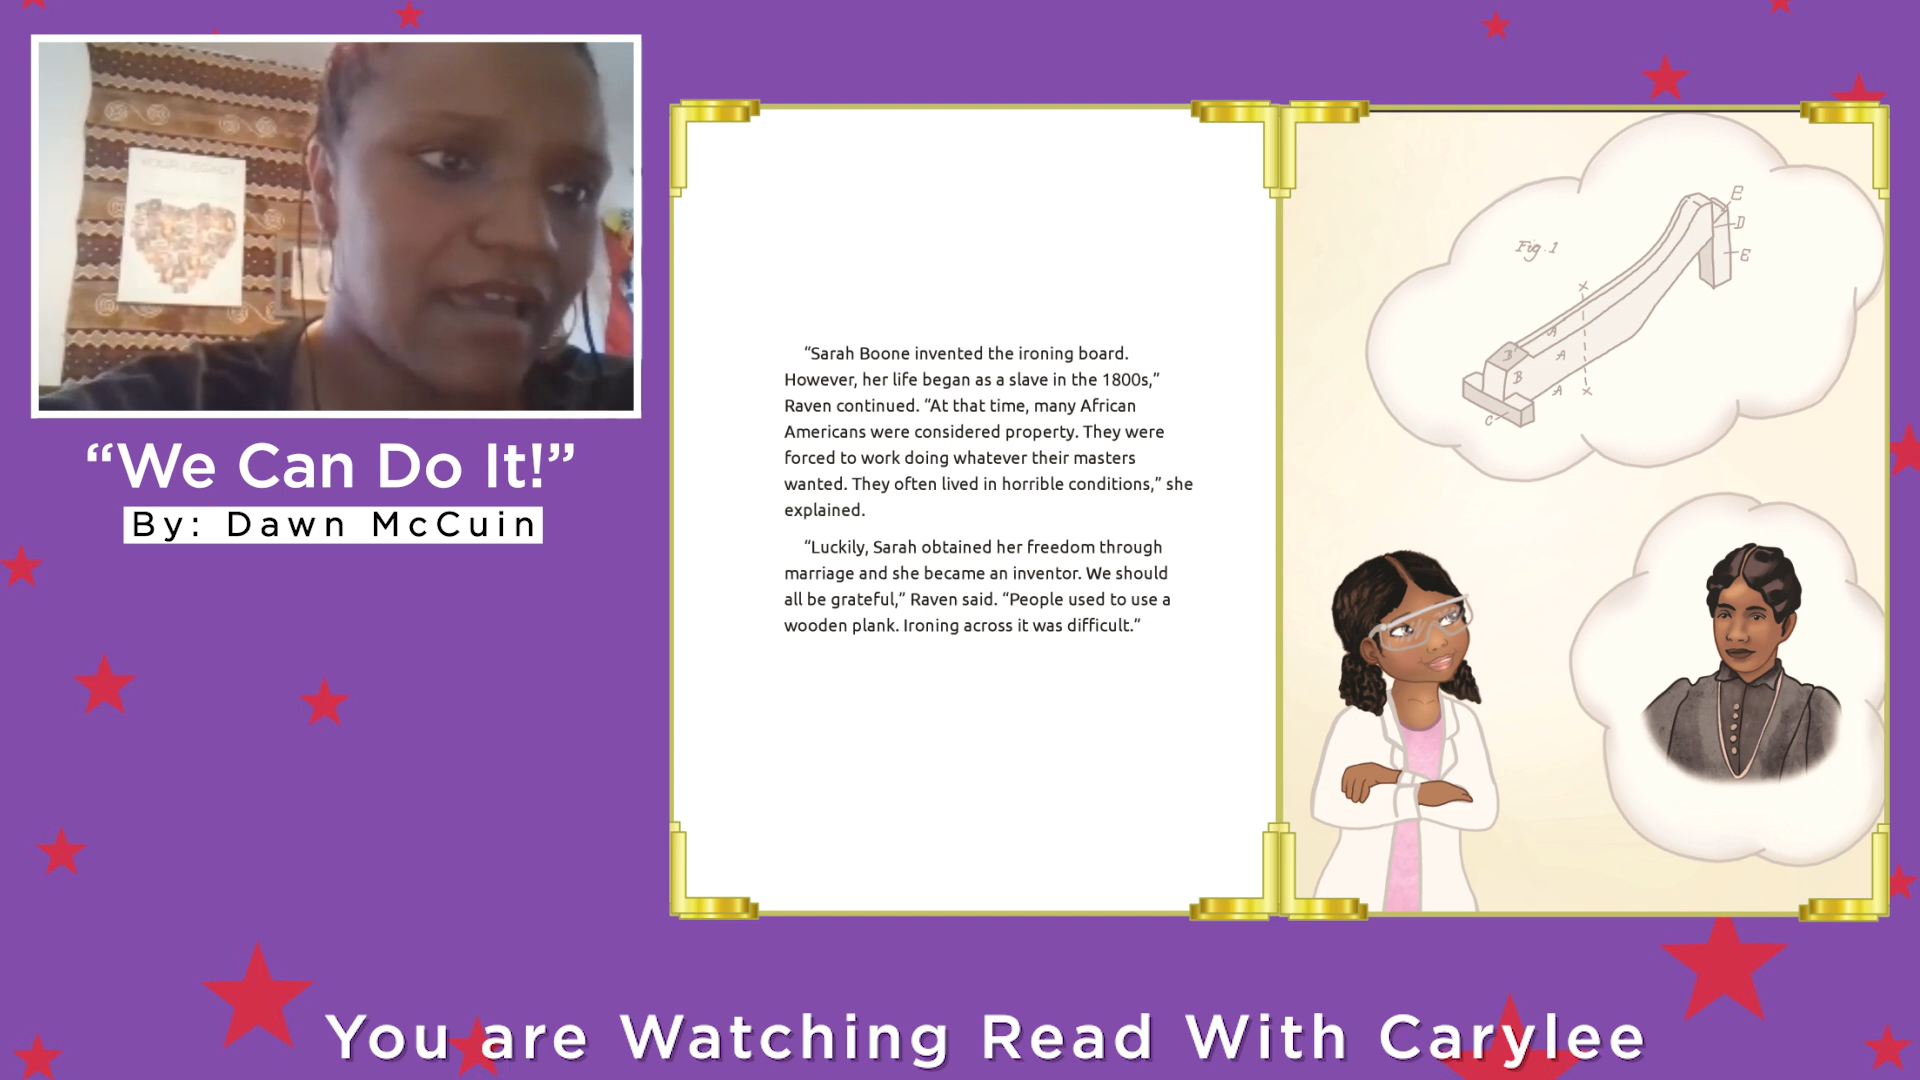 “We Can Do It!”
By: Dawn McCuin
“Sarah Boone invented the ironing board.
However, her life began as a slave in the 1800s,”
Raven continued. “At that time, many African
Americans were considered property. They were
forced to work doing whatever their masters
wanted. They often lived in horrible conditions,” she
explained.
“Luckily, Sarah obtained her freedom through
marriage and she became an inventor. We should
all be grateful,” Raven said. “People used to use a
wooden plank. Ironing across it was difficult.”
Fig. 1
E
D
E
x
A
B
A
B
A
x
C
You are Watching Read With Carylee